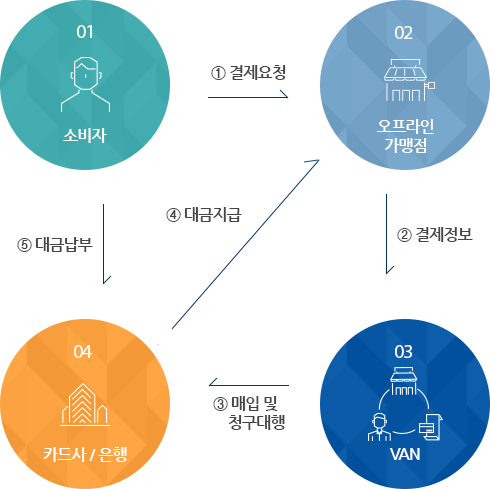 01
소비자
① 결제요청
02
오프라인
가맹점
④ 대금지급
⑤ 대금납부
② 결제정보
04
카드사 / 은행
③ 매입 및
청구대행
03
VAN